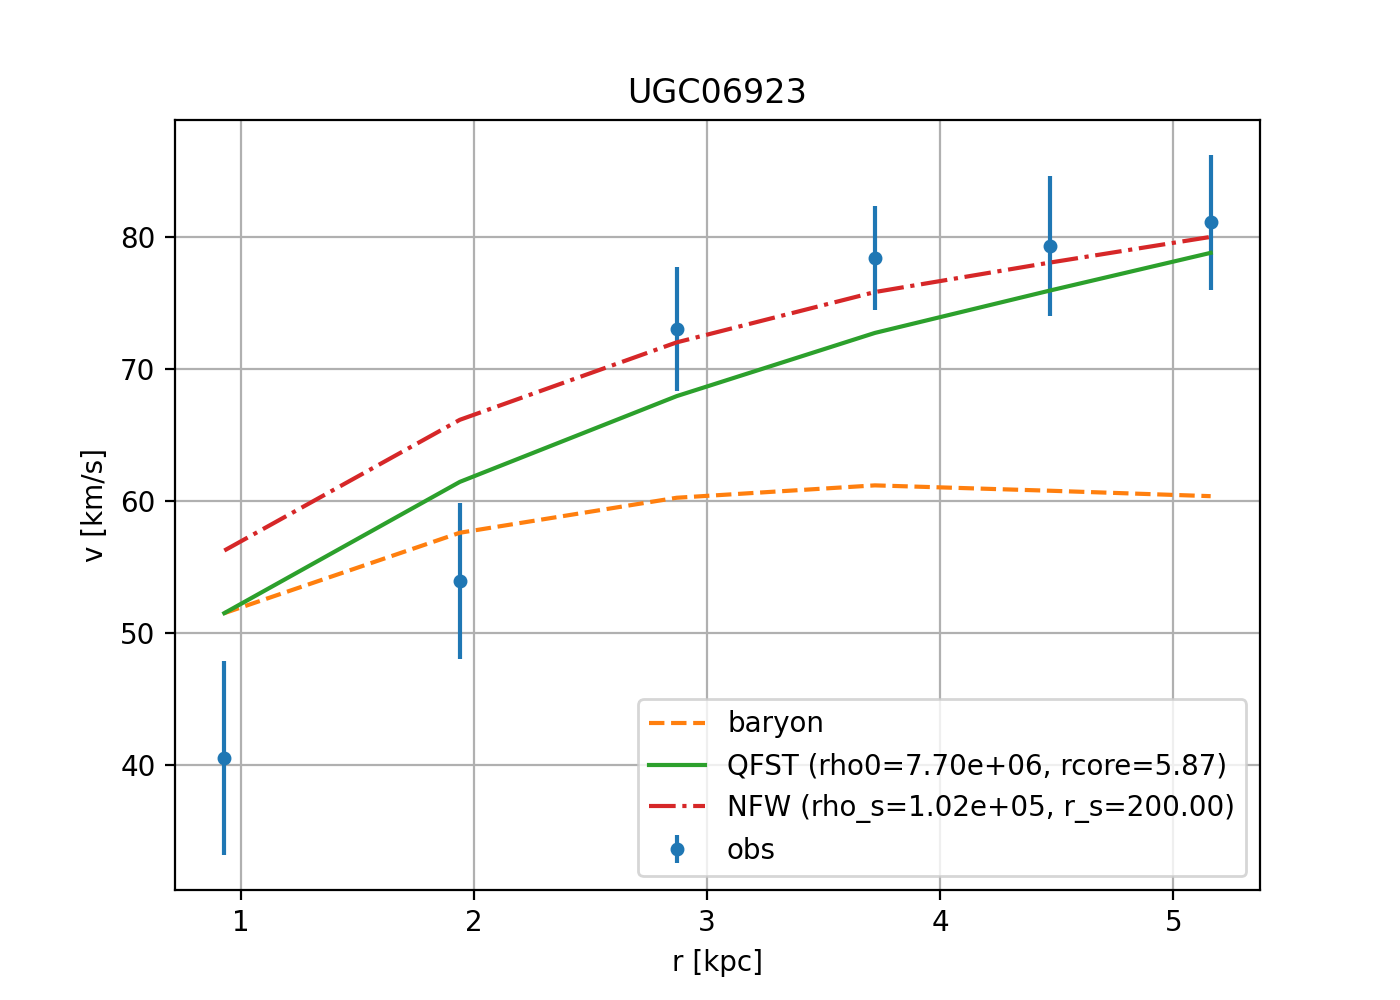 UGC06923
80
70
60
50
40
v [km/s]
baryon
QFST (rho0=7.70e+06, rcore=5.87)
NFW (rho_s=1.02e+05, r_s=200.00)
obs
1 2 3 4 5
r [kpc]